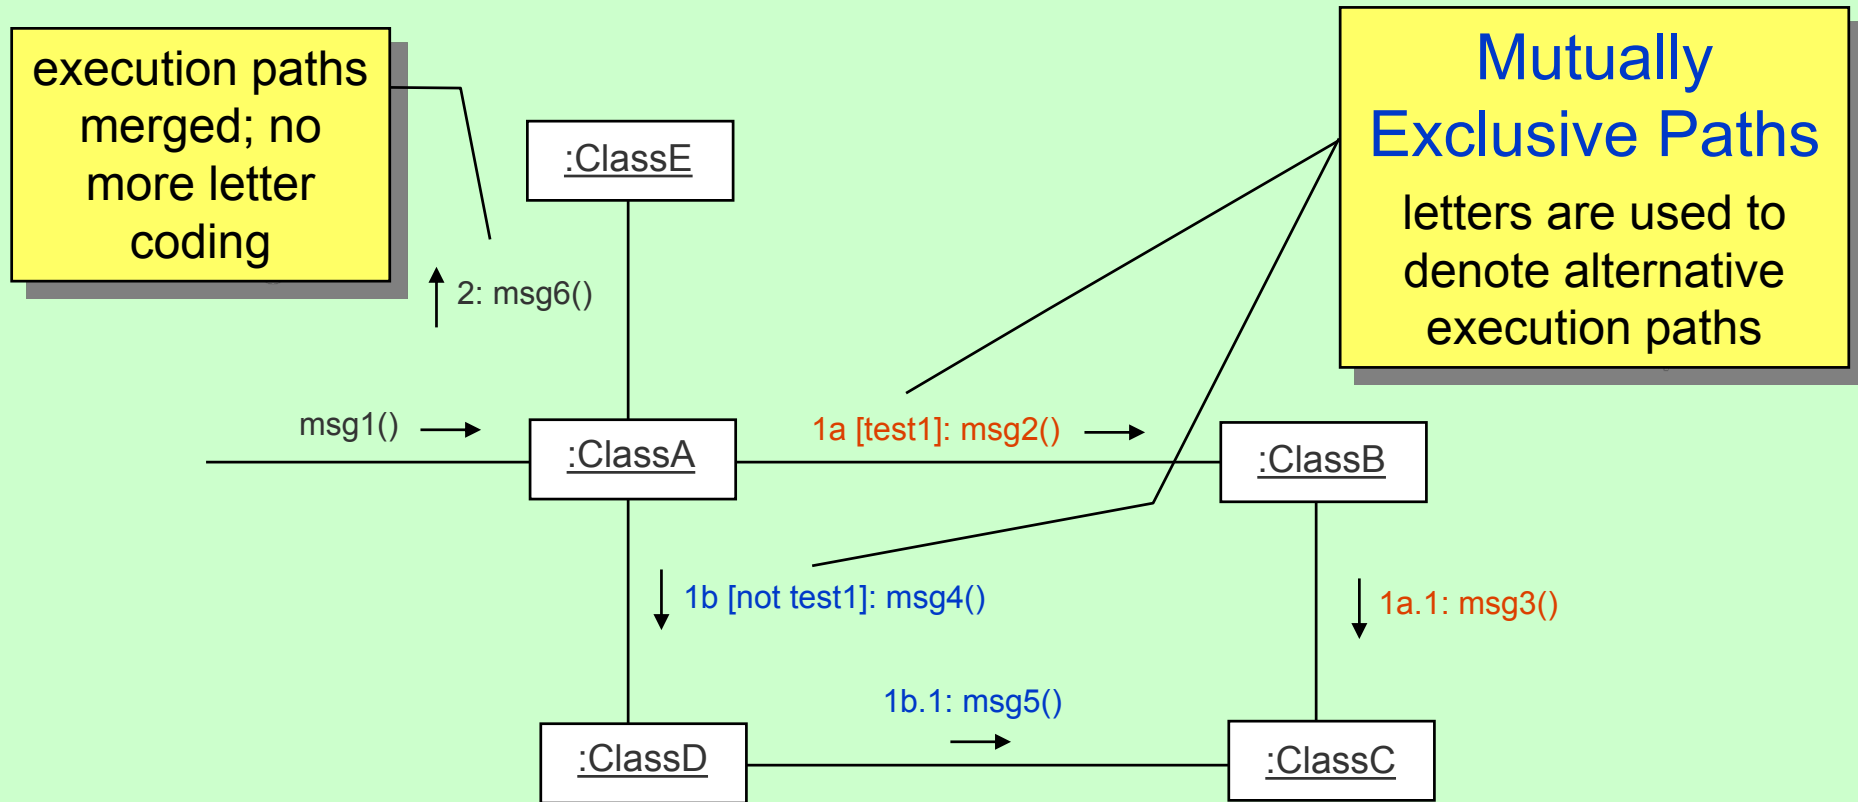 execution paths
merged; no
more letter
coding
Mutually
Exclusive Paths
letters are used to
denote alternative
execution paths
:ClassE
2: msg6()
msg1()
:ClassA
1a [test1]: msg2()
:ClassB
1b [not test1]: msg4()
1a.1: msg3()
1b.1: msg5()
:ClassD
:ClassC